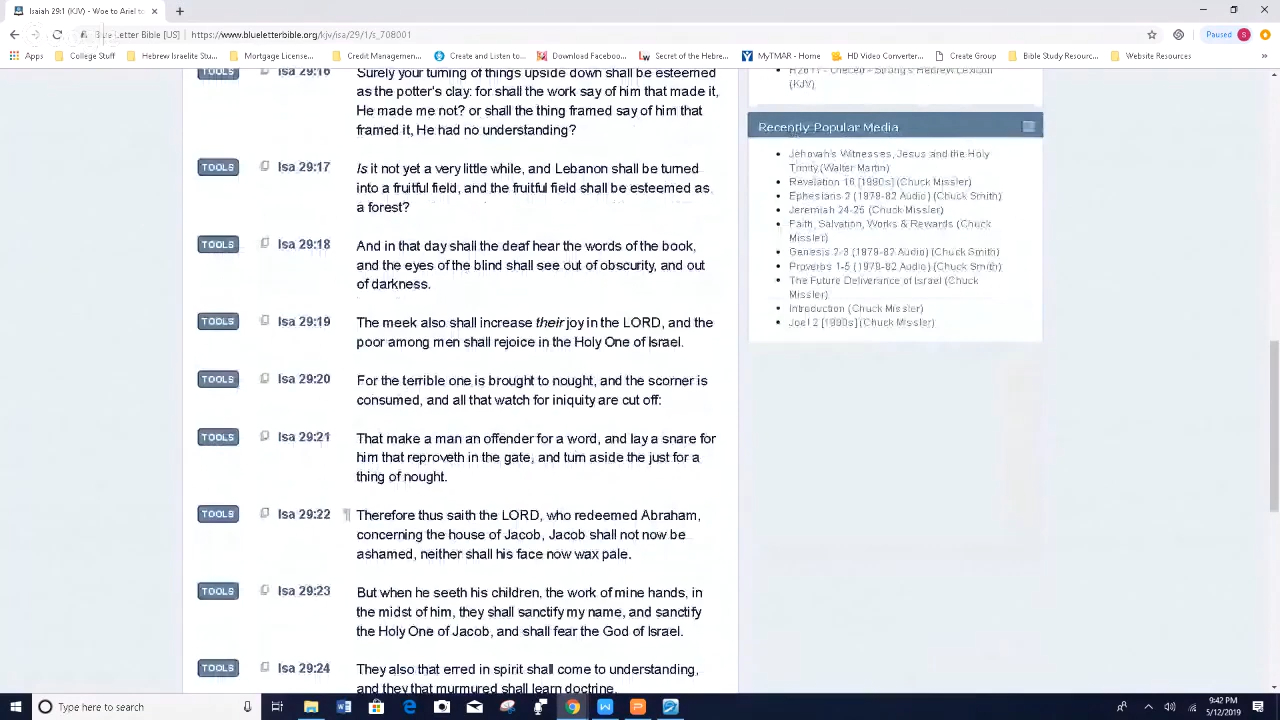 Isaiah 29:1 (KJV) - Woe to Ariel to
Blue Letter Bible [US] https://www.blueletterbible.org/kjv/isa/29/1/s_708001 Paused S
Apps College Stuff Hebrew Israelite Stu... Mortgage License... Credit Managemen... Create and Listen to... Download Facebook... Secret of the Hebre... MyTMAR HD Video Converter... Create Group Bible Study Resourc... Website Resources »
TOOLS Isa 29:16 Surely your turning of things upside down shall be esteemed
as the potter's clay: for shall the work say of him that made it,
He made me not? or shall the thing framed say of him that
framed it, He had no understanding?
TOOLS Isa 29:17 Is it not yet a very little while, and Lebanon shall be turned
into a fruitful field, and the fruitful field shall be esteemed as
a forest?
TOOLS Isa 29:18 And in that day shall the deaf hear the words of the book,
and the eyes of the blind shall see out of obscurity, and out
of darkness.
TOOLS Isa 29:19 The meek also shall increase their joy in the LORD, and the
poor among men shall rejoice in the Holy One of Israel.
TOOLS Isa 29:20 For the terrible one is brought to nought, and the scorner is
consumed, and all that watch for iniquity are cut off:
TOOLS Isa 29:21 That make a man an offender for a word, and lay a snare for
him that reproveth in the gate, and turn aside the just for a
thing of nought.
TOOLS Isa 29:22 ¶ Therefore thus saith the LORD, who redeemed Abraham,
concerning the house of Jacob, Jacob shall not now be
ashamed, neither shall his face now wax pale.
TOOLS Isa 29:23 But when he seeth his children, the work of mine hands, in
the midst of him, they shall sanctify my name, and sanctify
the Holy One of Jacob, and shall fear the God of Israel.
TOOLS Isa 29:24 They also that erred in spirit shall come to understanding,
and they that murmured shall learn doctrine.
Strong's Hebrew Lexicon
(KJV)
Recently Popular Media
Jehovah's Witnesses, Jesus and the Holy
Trinity (Walter Martin)
Revelation 16 [1990s] (Chuck Missler)
Ephesians 2 (1979-82 Audio) (Chuck Smith)
Jeremiah 24-25 (Chuck Missler)
Faith, Salvation, Works & Rewards (Chuck
Missler)
Genesis 2-3 (1979-82 Audio) (Chuck Smith)
Proverbs 1-5 (1979-82 Audio) (Chuck Smith)
The Future Deliverance of Israel (Chuck
Missler)
Introduction (Chuck Missler)
Joel 2 [1990s] (Chuck Missler)
Type here to search
9:42 PM
5/12/2019